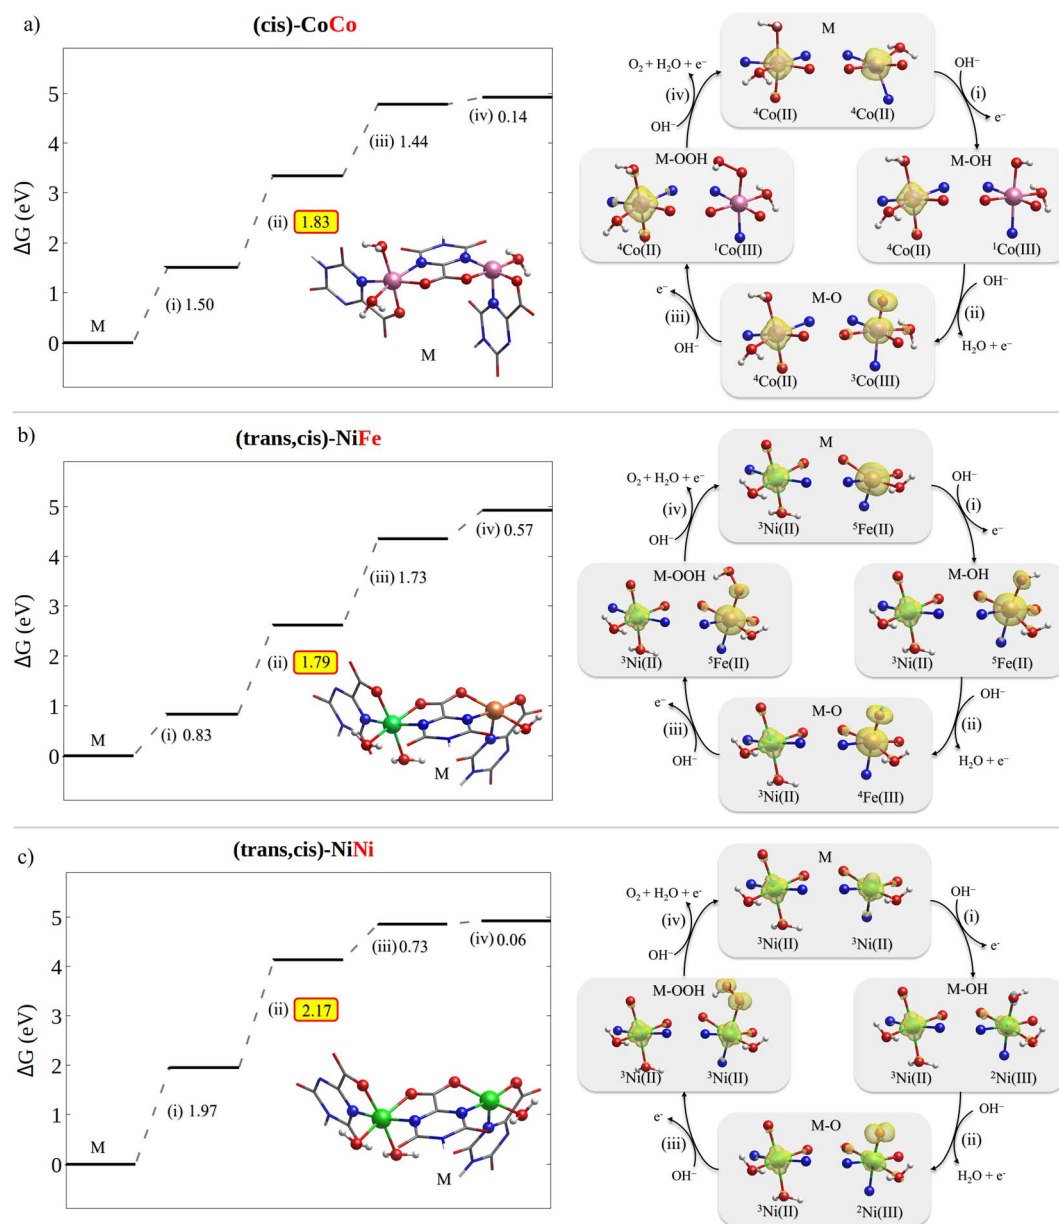 a)
(cis)-CoCo
ΔG (eV)
5
4
3
2
1
0
M
(i) 1.50
(ii) 1.83
(iii) 1.44
(iv) 0.14
M
M
⁴Co(II) ⁴Co(II)
O₂ + H₂O + e⁻
(iv)
OH⁻
OH⁻
(i)
e⁻
M-OOH
⁴Co(II) ¹Co(III)
M-OH
⁴Co(II) ¹Co(III)
e⁻
(iii)
OH⁻
OH⁻
(ii)
H₂O + e⁻
M-O
⁴Co(II) ³Co(III)
b)
(trans,cis)-NiFe
ΔG (eV)
5
4
3
2
1
0
M
(i) 0.83
(ii) 1.79
(iii) 1.73
(iv) 0.57
M
M
³Ni(II) ⁵Fe(II)
O₂ + H₂O + e⁻
(iv)
OH⁻
OH⁻
(i)
e⁻
M-OOH
³Ni(II) ⁵Fe(II)
M-OH
³Ni(II) ⁵Fe(II)
e⁻
(iii)
OH⁻
OH⁻
(ii)
H₂O + e⁻
M-O
³Ni(II) ⁴Fe(III)
c)
(trans,cis)-NiNi
ΔG (eV)
5
4
3
2
1
0
M
(i) 1.97
(ii) 2.17
(iii) 0.73
(iv) 0.06
M
M
³Ni(II) ³Ni(II)
O₂ + H₂O + e⁻
(iv)
OH⁻
OH⁻
(i)
e⁻
M-OOH
³Ni(II) ³Ni(II)
M-OH
³Ni(II) ²Ni(III)
e⁻
(iii)
OH⁻
OH⁻
(ii)
H₂O + e⁻
M-O
³Ni(II) ²Ni(III)